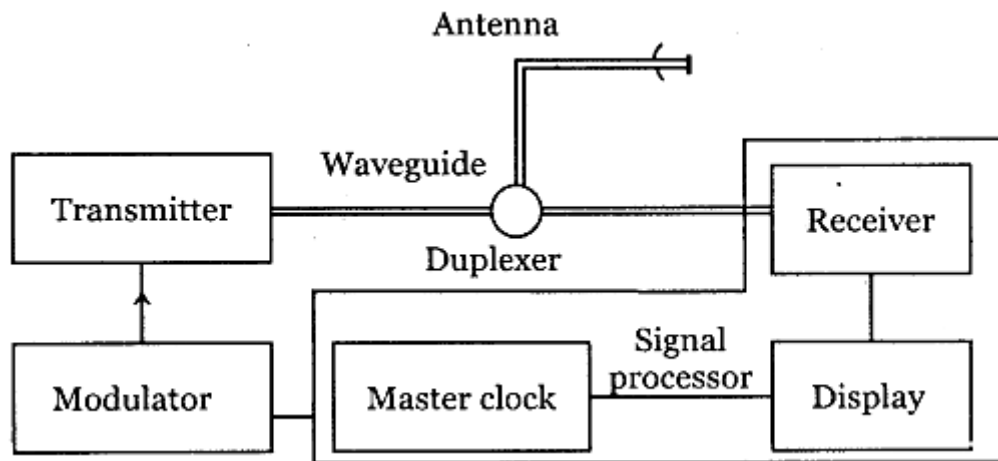 Antenna
Waveguide
Transmitter
Receiver
Duplexer
Signal
processor
Modulator
Master clock
Display